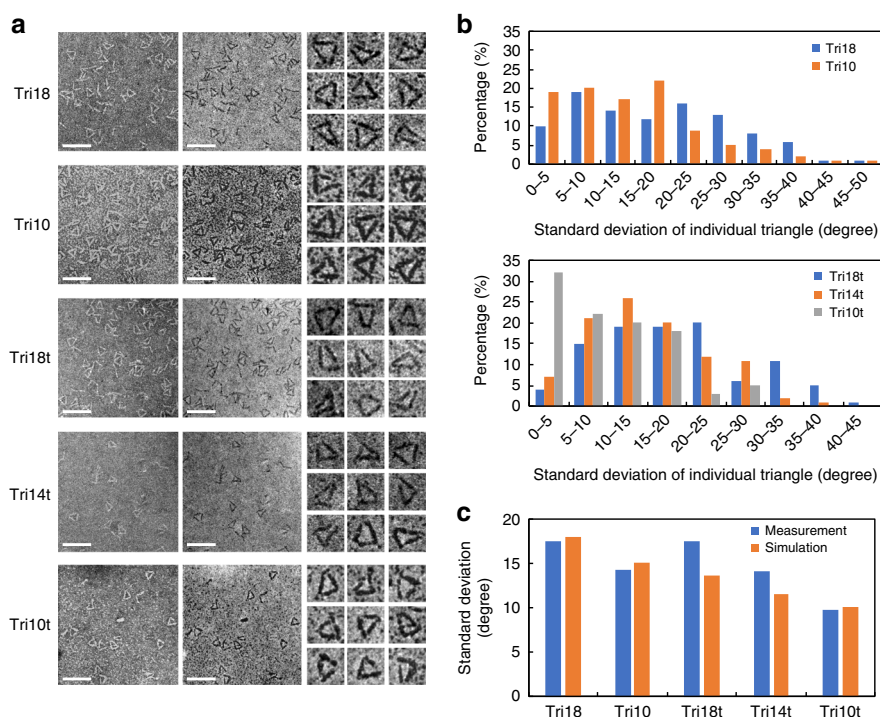 a
Tri18
Tri10
Tri18t
Tri14t
Tri10t
b
Percentage (%)
35
30
25
20
15
10
5
0
Tri18
Tri10
0–5
5–10
10–15
15–20
20–25
25–30
30–35
35–40
40–45
45–50
Standard deviation of individual triangle (degree)
Percentage (%)
35
30
25
20
15
10
5
0
Tri18t
Tri14t
Tri10t
0–5
5–10
10–15
15–20
20–25
25–30
30–35
35–40
40–45
Standard deviation of individual triangle (degree)
c
Standard deviation
(degree)
20
15
10
5
0
Measurement
Simulation
Tri18
Tri10
Tri18t
Tri14t
Tri10t